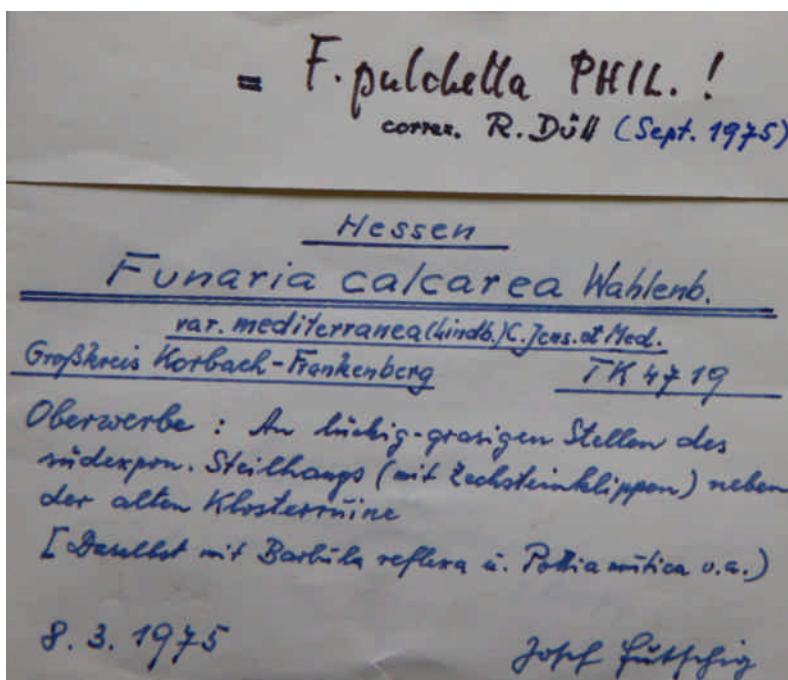 = F. pulchella PHIL. !
correx. R. Düll (Sept. 1975)
Hessen
Funaria calcarea Wahlenb.
var. mediterranea (Lindb.) C. Jens. et Med.
Großkreis Korbach-Frankenberg TK 4719
Oberwerbe : An lückig-grasigen Stellen des
südexpon. Steilhangs (mit Zechsteinklippen) neben
der alten Klosterruine
[Daselbst mit Barbula reflexa u. Pottia mutica u.a.)
8. 3. 1975 Josef Futschig